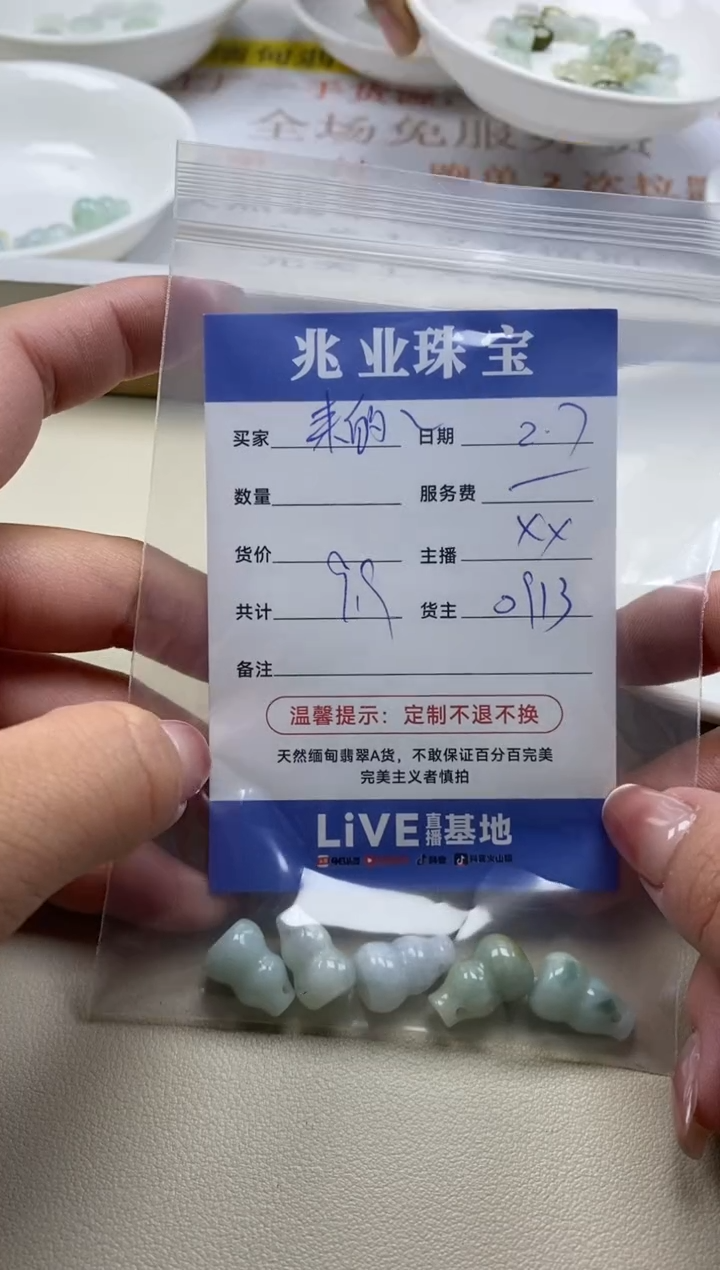 全场免服务费
兆业珠宝
买家 来的 日期 2.7
数量 服务费 一
货价 主播 XX
共计 9.9 货主 0913
备注
温馨提示：定制不退不换
天然缅甸翡翠A货，不敢保证百分百完美
完美主义者慎拍
LiVE直播基地